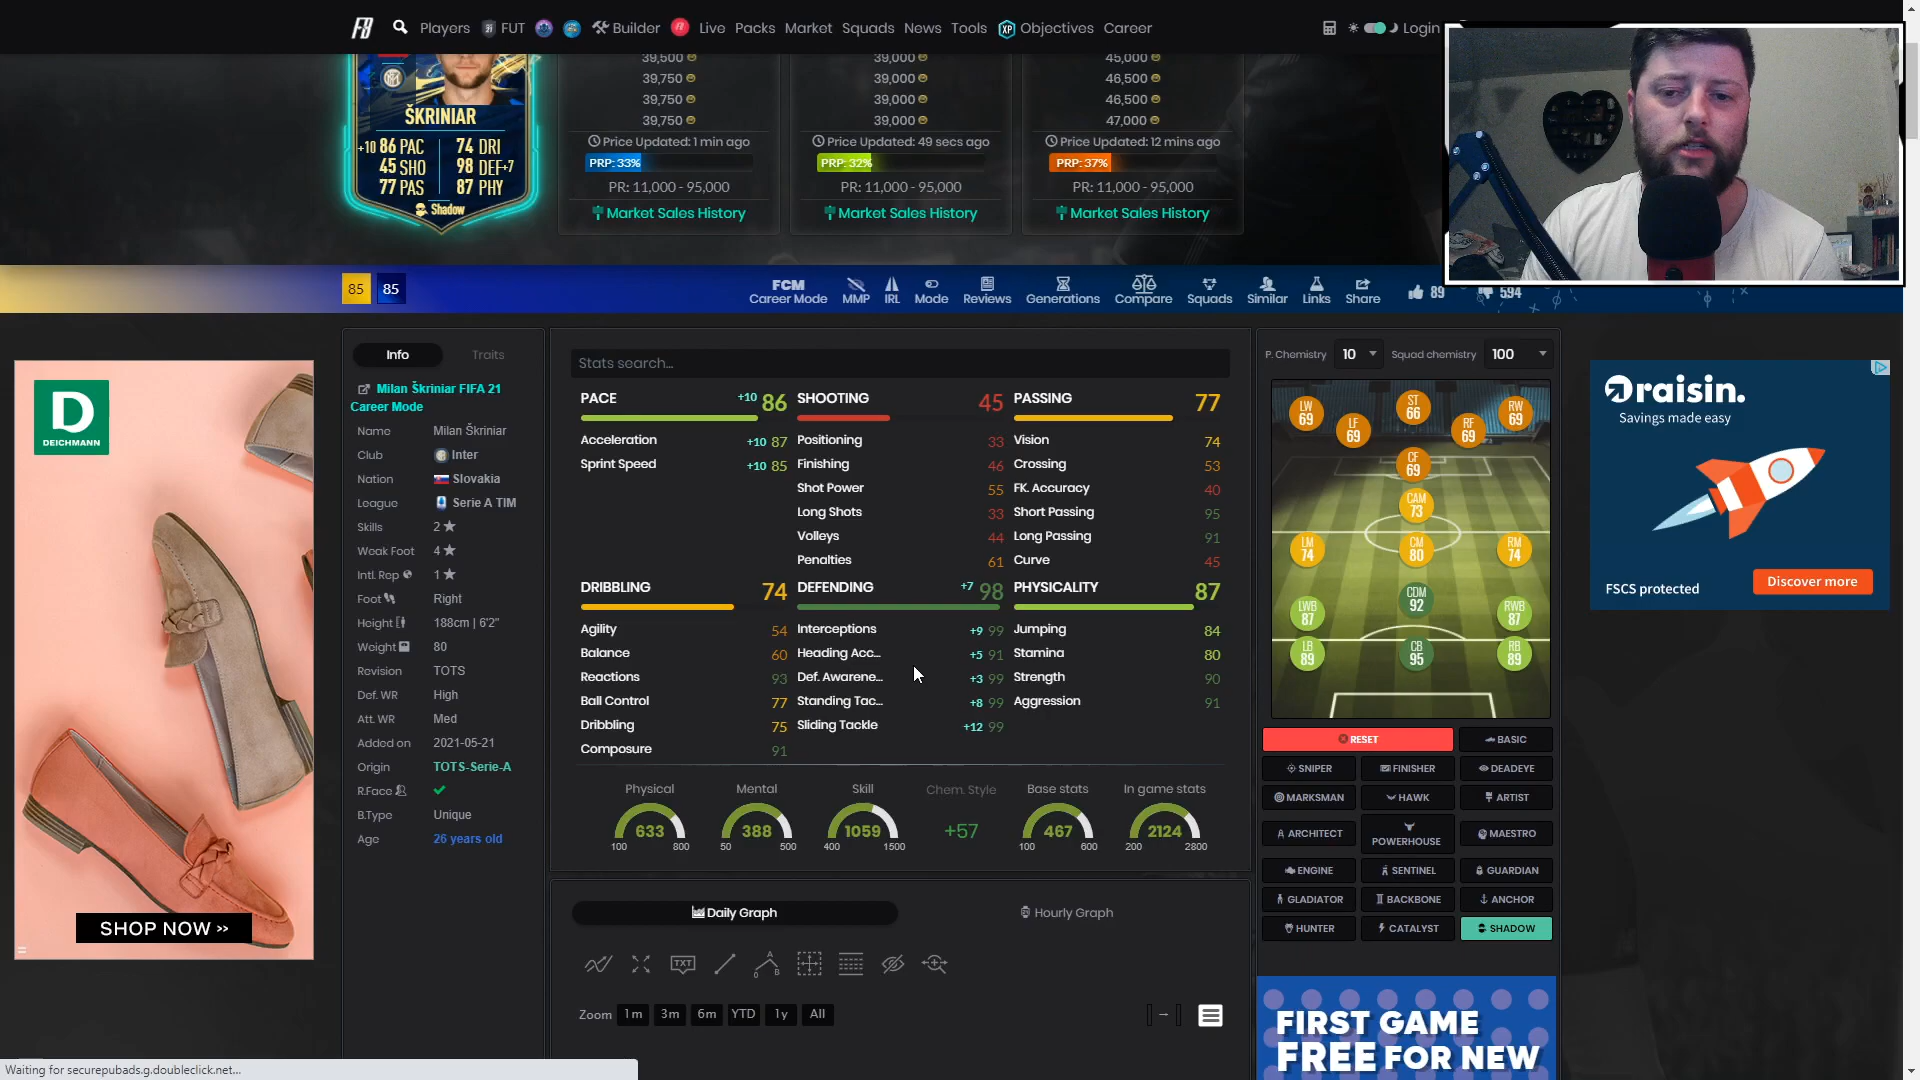 Players
FUT
Builder
Live
Packs
Market
Squads
News
Tools
XP
Objectives
Career
Login
39,500
39,750
39,750
39,750
Price Updated: 1 min ago
PRP: 33%
PR: 11,000 - 95,000
Market Sales History
39,000
39,000
39,000
39,000
Price Updated: 49 secs ago
PRP: 32%
PR: 11,000 - 95,000
Market Sales History
45,000
46,500
46,500
47,000
Price Updated: 12 mins ago
PRP: 37%
PR: 11,000 - 95,000
Market Sales History
ŠKRINIAR
+10 86 PAC 74 DRI
45 SHO 98 DEF+7
77 PAS 87 PHY
Shadow
85 85
FCM
Career Mode
MMP
IRL
Mode
Reviews
Generations
Compare
Squads
Similar
Links
Share
89
594
D
DEICHMANN
SHOP NOW >>
Info
Traits
Milan Škriniar FIFA 21
Career Mode
Name Milan Škriniar
Club Inter
Nation Slovakia
League Serie A TIM
Skills 2
Weak Foot 4
Intl. Rep 1
Foot Right
Height 188cm | 6'2"
Weight 80
Revision TOTS
Def. WR High
Att. WR Med
Added on 2021-05-21
Origin TOTS-Serie-A
R.Face
B.Type Unique
Age 26 years old
Stats search...
PACE +10 86
Acceleration +10 87
Sprint Speed +10 85
SHOOTING 45
Positioning 33
Finishing 46
Shot Power 55
Long Shots 33
Volleys 44
Penalties 61
PASSING 77
Vision 74
Crossing 53
FK. Accuracy 40
Short Passing 95
Long Passing 91
Curve 45
DRIBBLING 74
Agility 54
Balance 60
Reactions 93
Ball Control 77
Dribbling 75
Composure 91
DEFENDING +7 98
Interceptions +9 99
Heading Acc... +5 91
Def. Awarene... +3 99
Standing Tac... +8 99
Sliding Tackle +12 99
PHYSICALITY 87
Jumping 84
Stamina 80
Strength 90
Aggression 91
Physical
633
100 800
Mental
388
50 500
Skill
1059
400 1500
Chem. Style
+57
Base stats
467
100 600
In game stats
2124
200 2800
Daily Graph
Hourly Graph
TXT
Zoom 1m 3m 6m YTD 1y All
→
P. Chemistry 10 Squad chemistry 100
LW
69
LF
69
ST
66
RF
69
RW
69
CF
69
CAM
73
LM
74
CM
80
RM
74
LWB
87
CDM
92
RWB
87
LB
89
CB
95
RB
89
RESET
BASIC
SNIPER
FINISHER
DEADEYE
MARKSMAN
HAWK
ARTIST
ARCHITECT
POWERHOUSE
MAESTRO
ENGINE
SENTINEL
GUARDIAN
GLADIATOR
BACKBONE
ANCHOR
HUNTER
CATALYST
SHADOW
FIRST GAME
FREE FOR NEW
raisin.
Savings made easy
FSCS protected
Discover more
Waiting for securepubads.g.doubleclick.net...